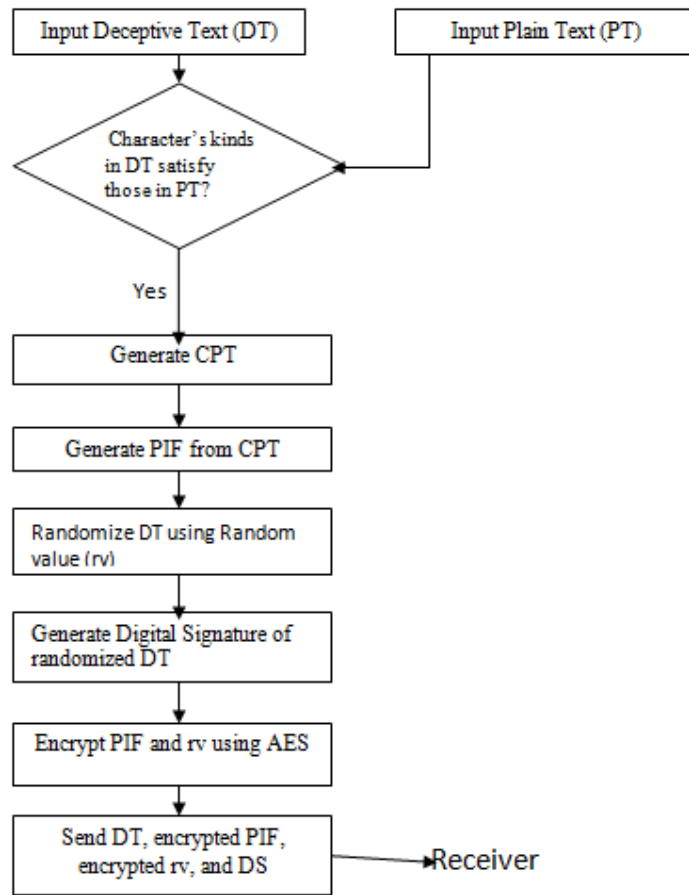 Input Deceptive Text (DT)
Input Plain Text (PT)
Character's kinds
in DT satisfy
those in PT?
Yes
Generate CPT
Generate PIF from CPT
Randomize DT using Random
value (rv)
Generate Digital Signature of
randomized DT
Encrypt PIF and rv using AES
Send DT, encrypted PIF,
encrypted rv, and DS
Receiver